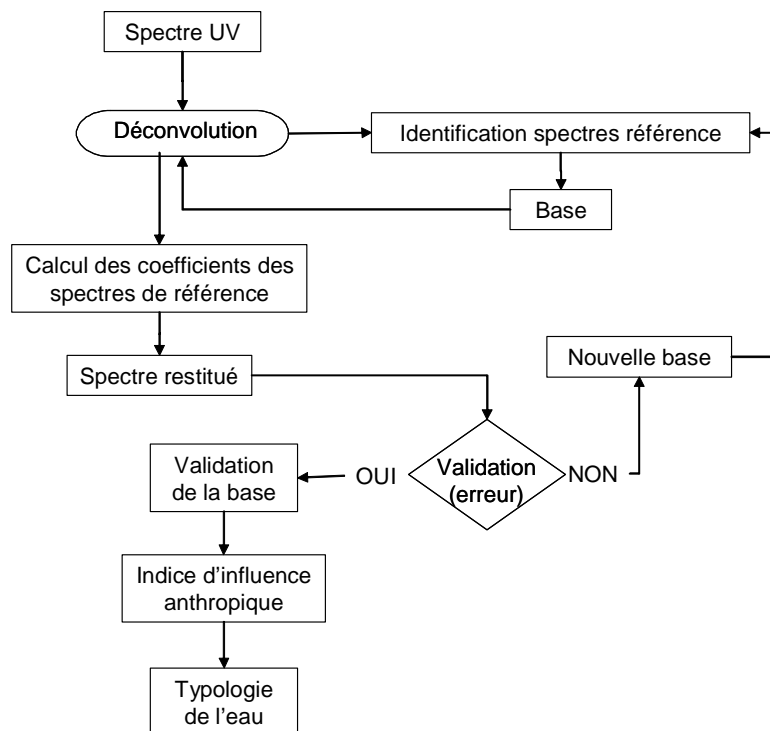 Spectre UV
Déconvolution
Identification spectres référence
Base
Calcul des coefficients des
spectres de référence
Spectre restitué
Nouvelle base
Validation
(erreur)
OUI
NON
Validation
de la base
Indice d'influence
anthropique
Typologie
de l'eau